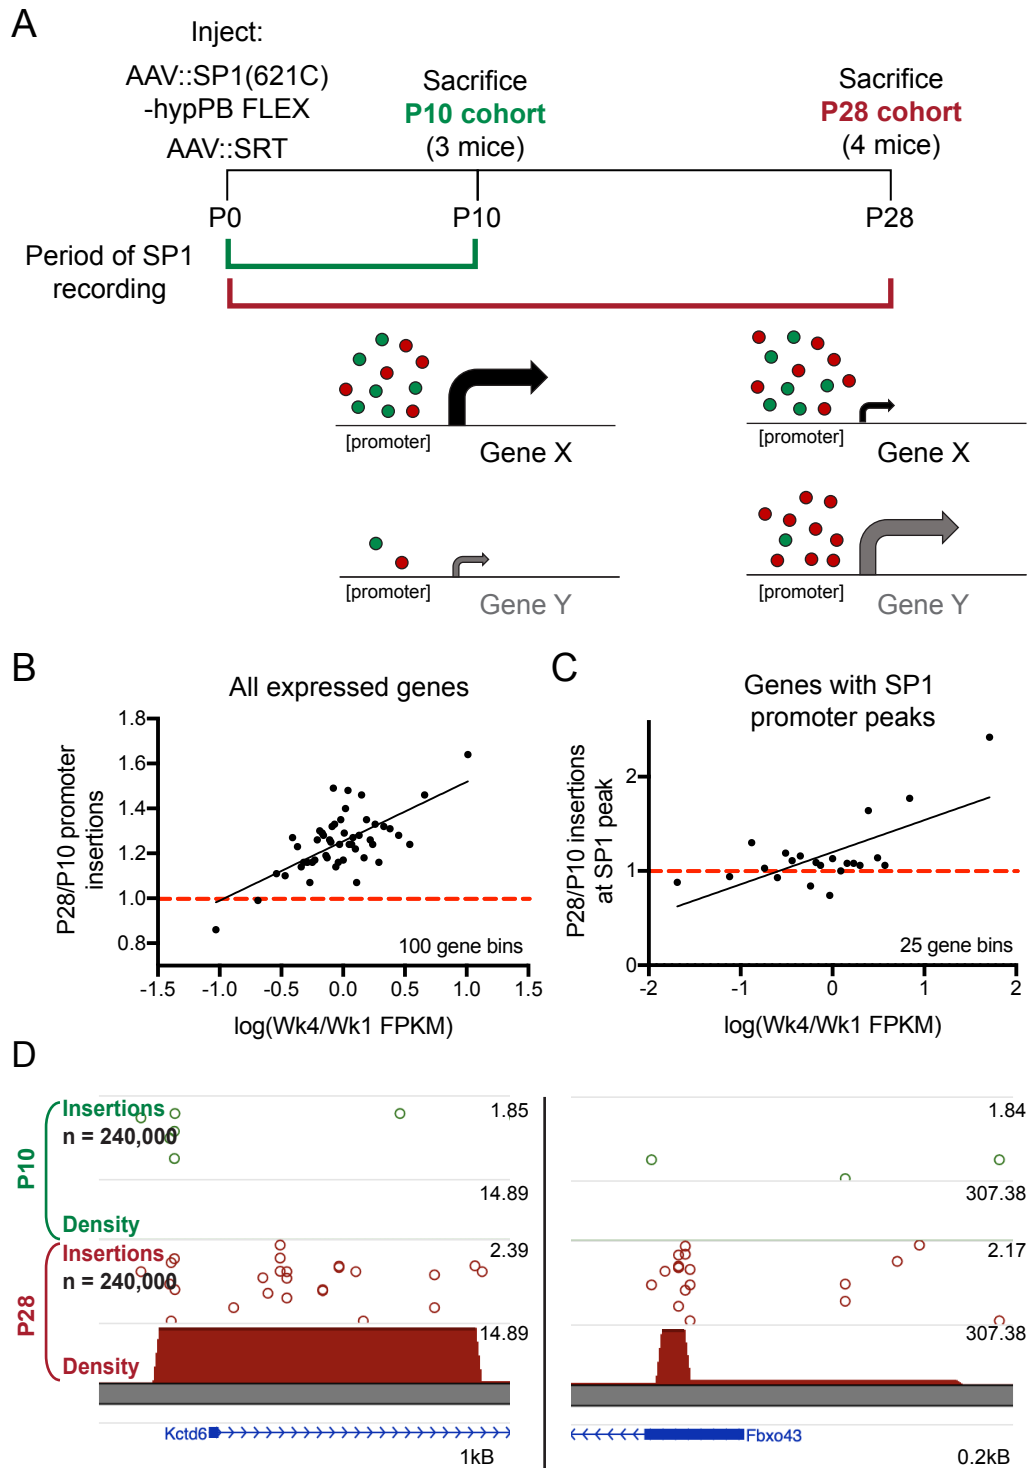 A
Inject:
AAV::SP1(621C)
-hypPB FLEX
AAV::SRT
Sacrifice
P10 cohort
(3 mice)
Sacrifice
P28 cohort
(4 mice)
P0
P10
P28
Period of SP1
recording
[promoter]
Gene X
[promoter]
Gene X
[promoter]
Gene Y
[promoter]
Gene Y
B
All expressed genes
P28/P10 promoter
insertions
1.8
1.6
1.4
1.2
1.0
0.8
100 gene bins
-1.5
-1.0
-0.5
0.0
0.5
1.0
1.5
log(Wk4/Wk1 FPKM)
C
Genes with SP1
promoter peaks
P28/P10 insertions
at SP1 peak
2
1
0
25 gene bins
-2
-1
0
1
2
log(Wk4/Wk1 FPKM)
D
P10
Insertions
n = 240,000
1.85
14.89
Density
1.84
307.38
P28
Insertions
n = 240,000
2.39
14.89
Density
2.17
307.38
Kctd6
1kB
Fbxo43
0.2kB